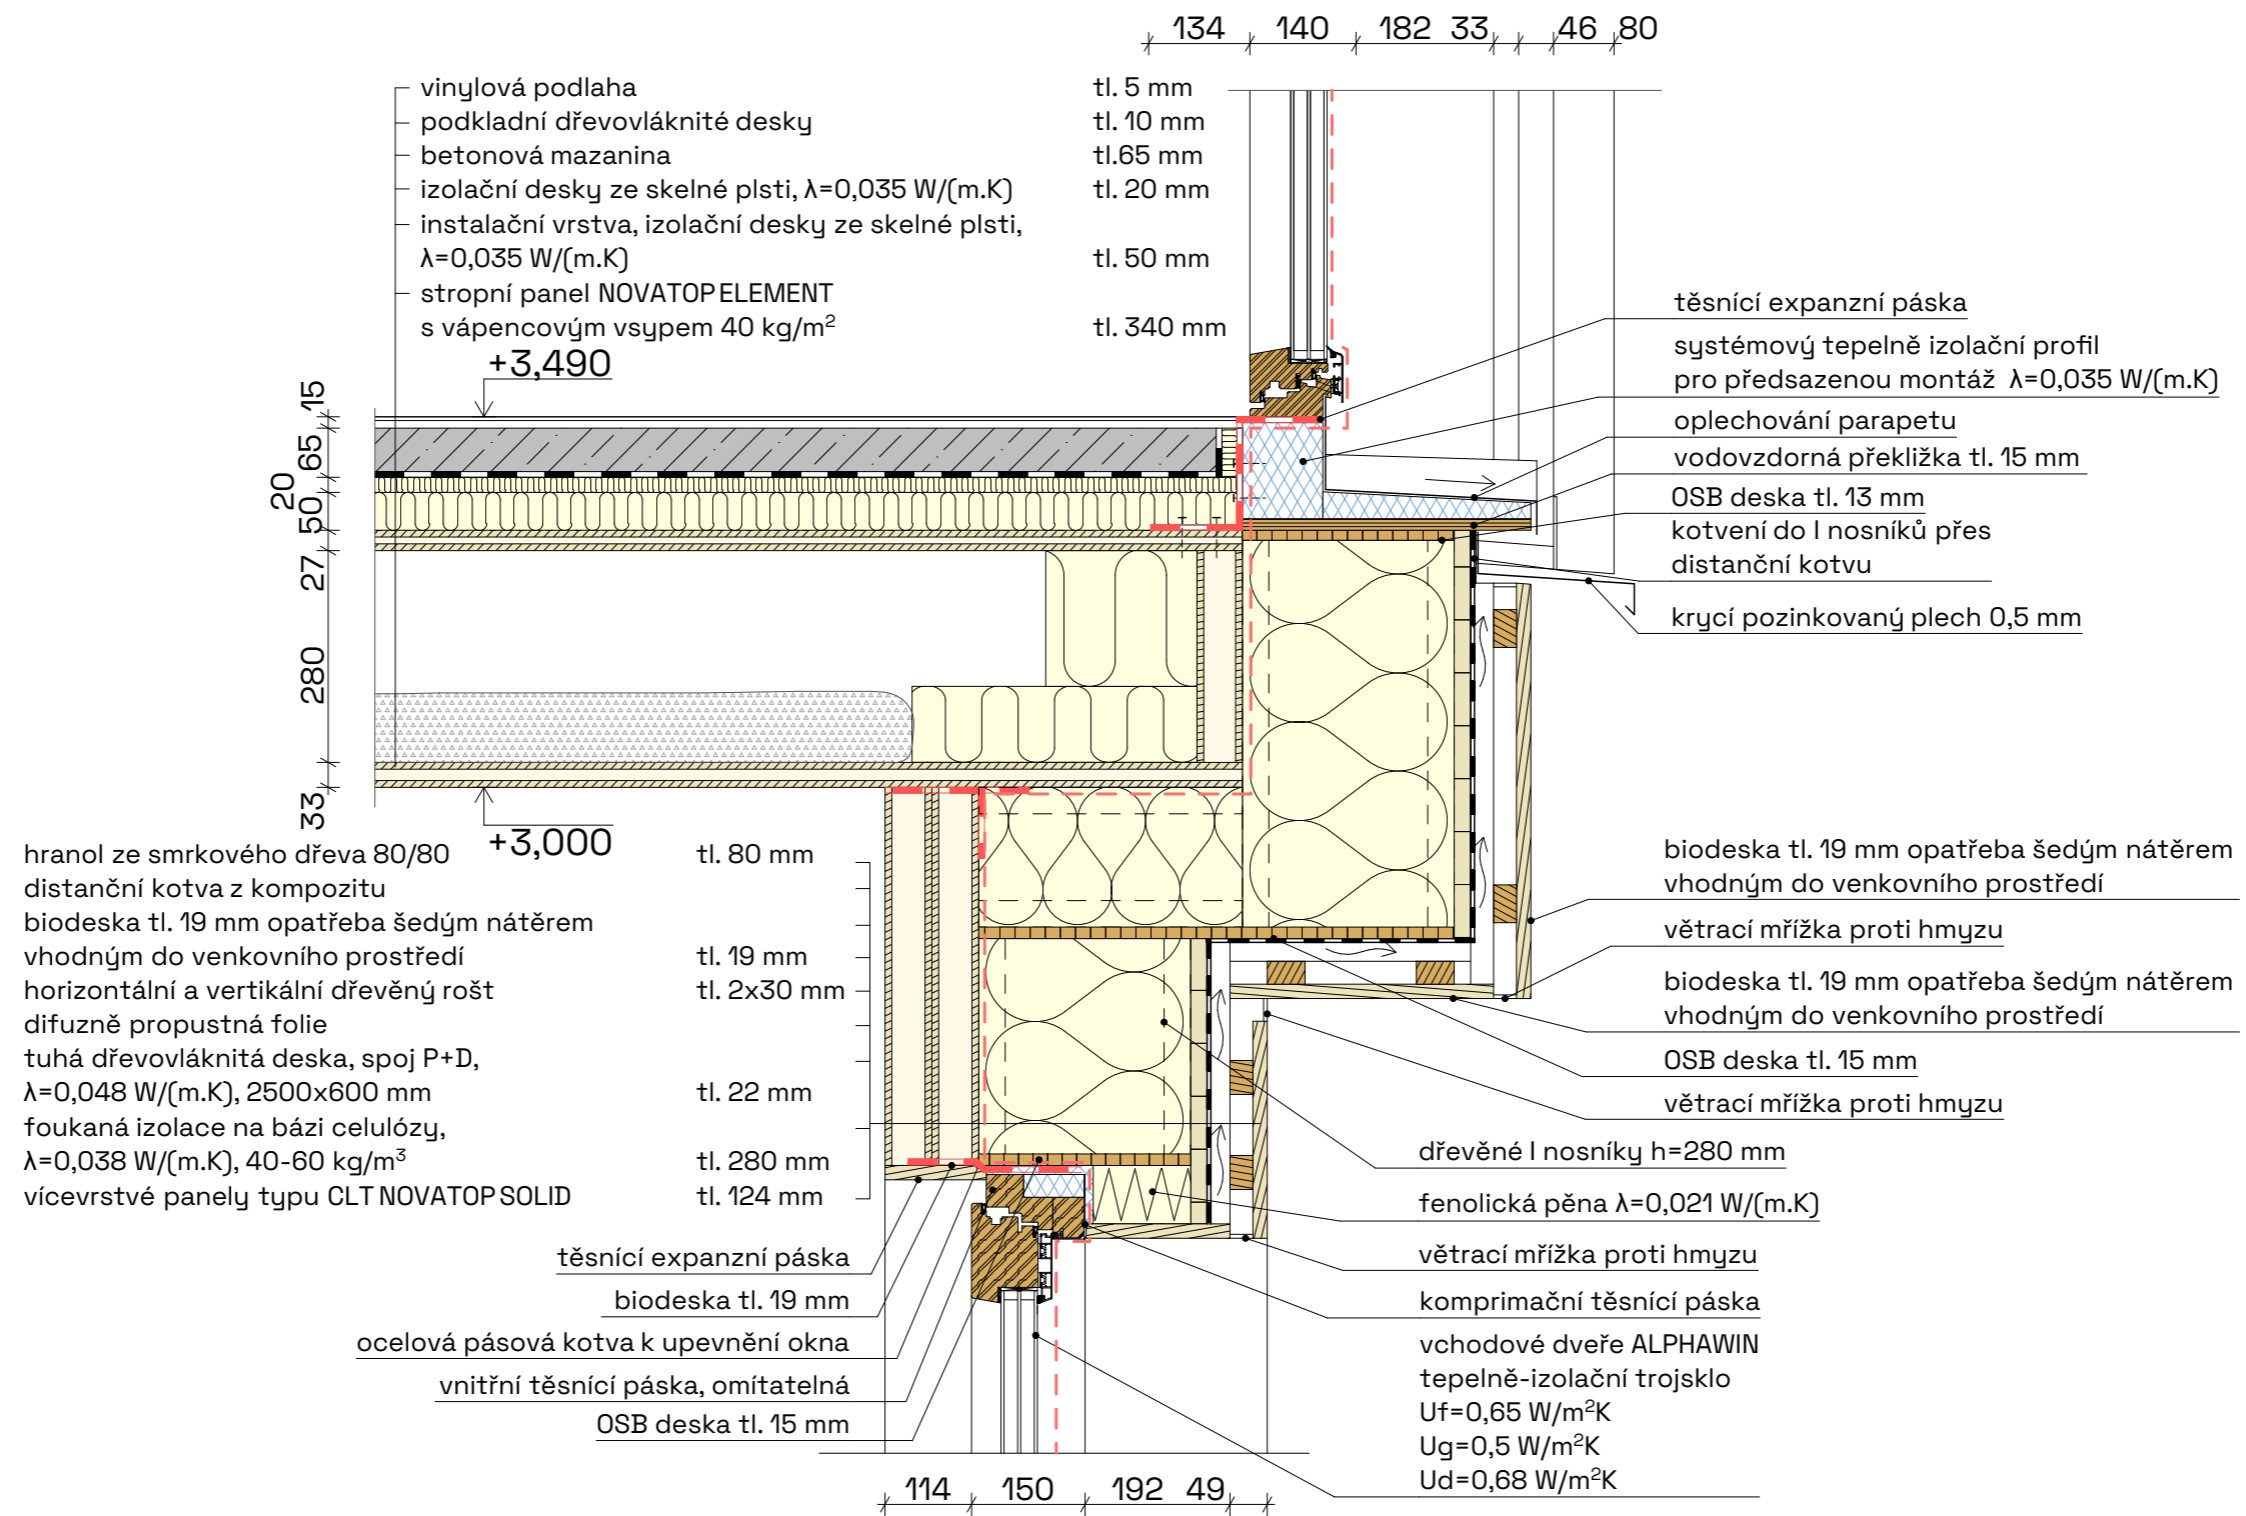 134 140 182 33 46 80
vinylová podlaha tl. 5 mm
podkladní dřevovláknité desky tl. 10 mm
betonová mazanina tl.65 mm
izolační desky ze skelné plsti, λ=0,035 W/(m.K) tl. 20 mm
instalační vrstva, izolační desky ze skelné plsti,
λ=0,035 W/(m.K) tl. 50 mm
stropní panel NOVATOP ELEMENT
s vápencovým vsypem 40 kg/m² tl. 340 mm
+3,490
15
65
20
50
27
280
33
+3,000
těsnící expanzní páska
systémový tepelně izolační profil
pro předsazenou montáž λ=0,035 W/(m.K)
oplechování parapetu
vodovzdorná překližka tl. 15 mm
OSB deska tl. 13 mm
kotvení do I nosníků přes
distanční kotvu
krycí pozinkovaný plech 0,5 mm
hranol ze smrkového dřeva 80/80 tl. 80 mm
distanční kotva z kompozitu
biodeska tl. 19 mm opatřeba šedým nátěrem
vhodným do venkovního prostředí tl. 19 mm
horizontální a vertikální dřevěný rošt tl. 2x30 mm
difuzně propustná folie
tuhá dřevovláknitá deska, spoj P+D,
λ=0,048 W/(m.K), 2500x600 mm tl. 22 mm
foukaná izolace na bázi celulózy,
λ=0,038 W/(m.K), 40-60 kg/m³ tl. 280 mm
vícevrstvé panely typu CLT NOVATOP SOLID tl. 124 mm
těsnící expanzní páska
biodeska tl. 19 mm
ocelová pásová kotva k upevnění okna
vnitřní těsnící páska, omítatelná
OSB deska tl. 15 mm
biodeska tl. 19 mm opatřeba šedým nátěrem
vhodným do venkovního prostředí
větrací mřížka proti hmyzu
biodeska tl. 19 mm opatřeba šedým nátěrem
vhodným do venkovního prostředí
OSB deska tl. 15 mm
větrací mřížka proti hmyzu
dřevěné I nosníky h=280 mm
fenolická pěna λ=0,021 W/(m.K)
větrací mřížka proti hmyzu
komprimační těsnící páska
vchodové dveře ALPHAWIN
tepelně-izolační trojsklo
Uf=0,65 W/m²K
Ug=0,5 W/m²K
Ud=0,68 W/m²K
114 150 192 49